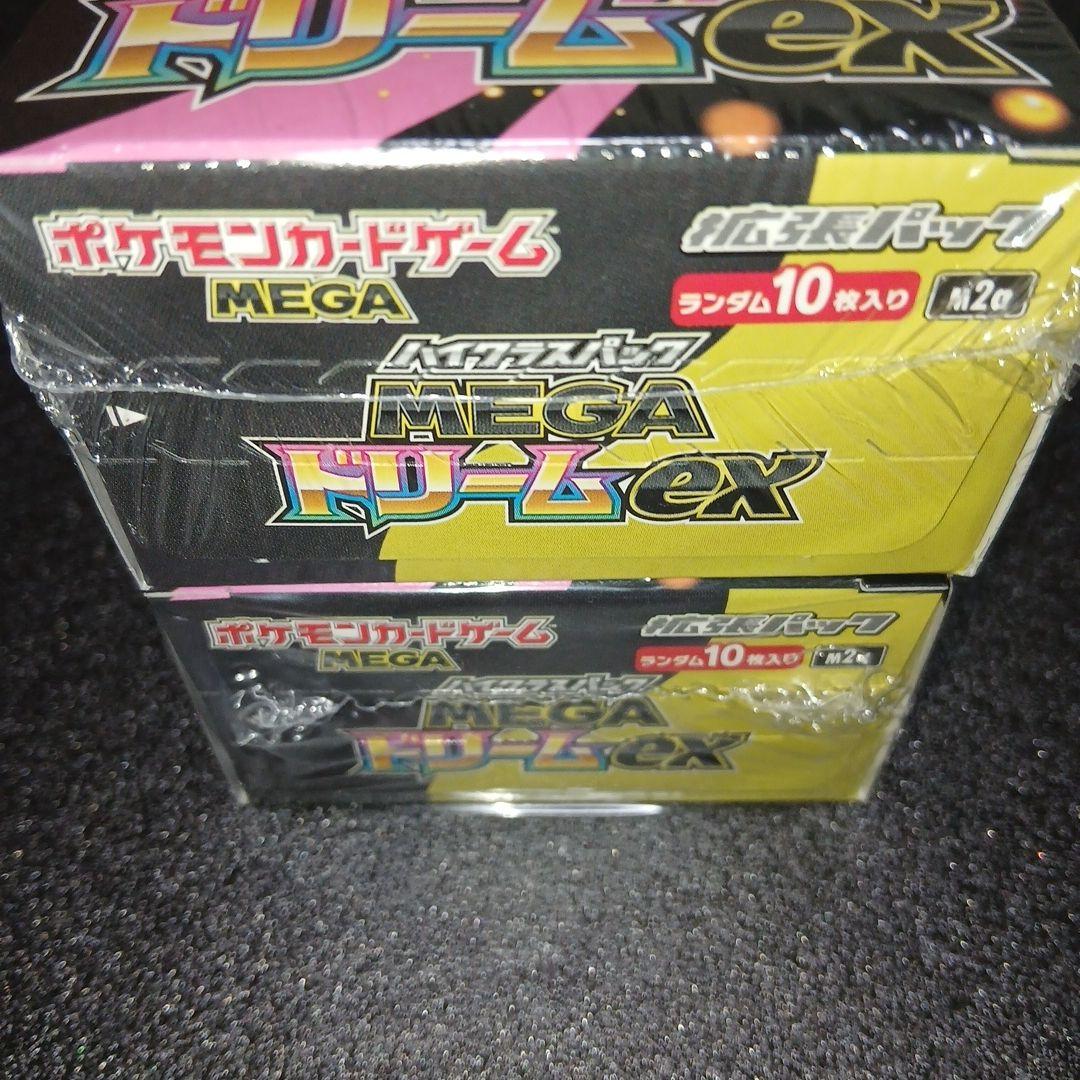 ドリームex
ポケモンカードゲーム
MEGA
拡張パック
ランダム10枚入り M2a
ハイクラスパック
MEGA
ドリームex
ポケモンカードゲーム
MEGA
拡張パック
ランダム10枚入り M2a
ハイクラスパック
MEGA
ドリームex